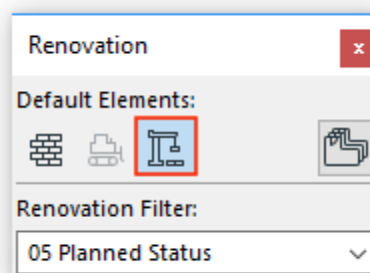 Renovation
x
Default Elements:
Renovation Filter:
05 Planned Status